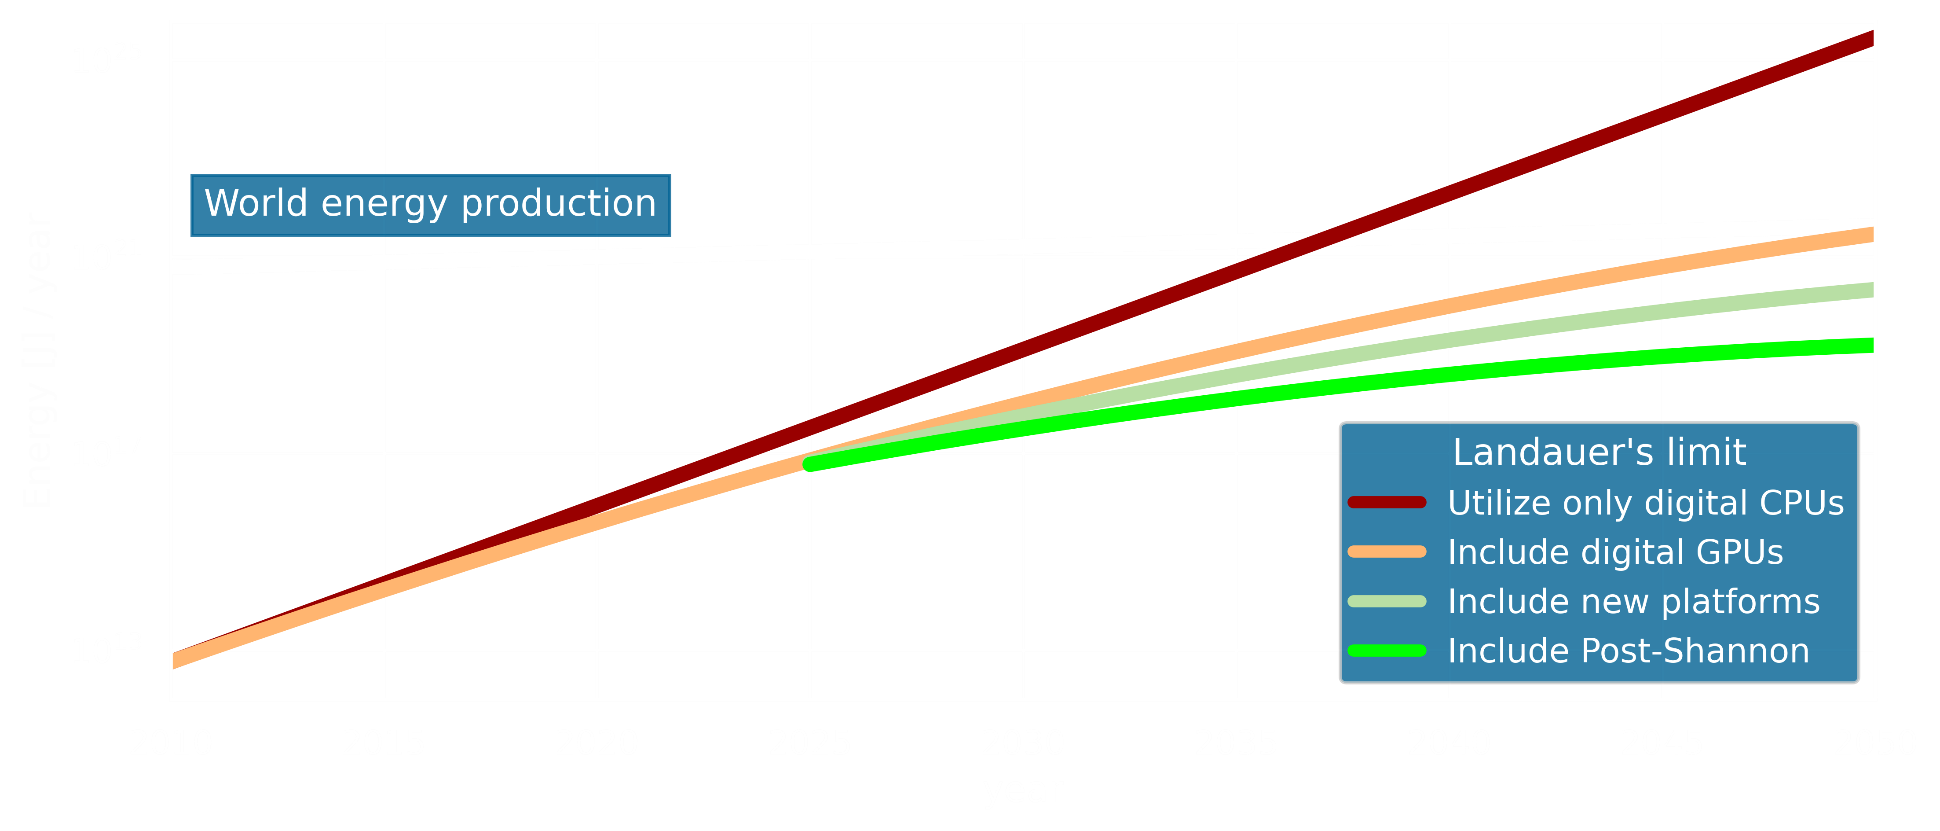 World energy production
Landauer's limit
Utilize only digital CPUs
Include digital GPUs
Include new platforms
Include Post-Shannon